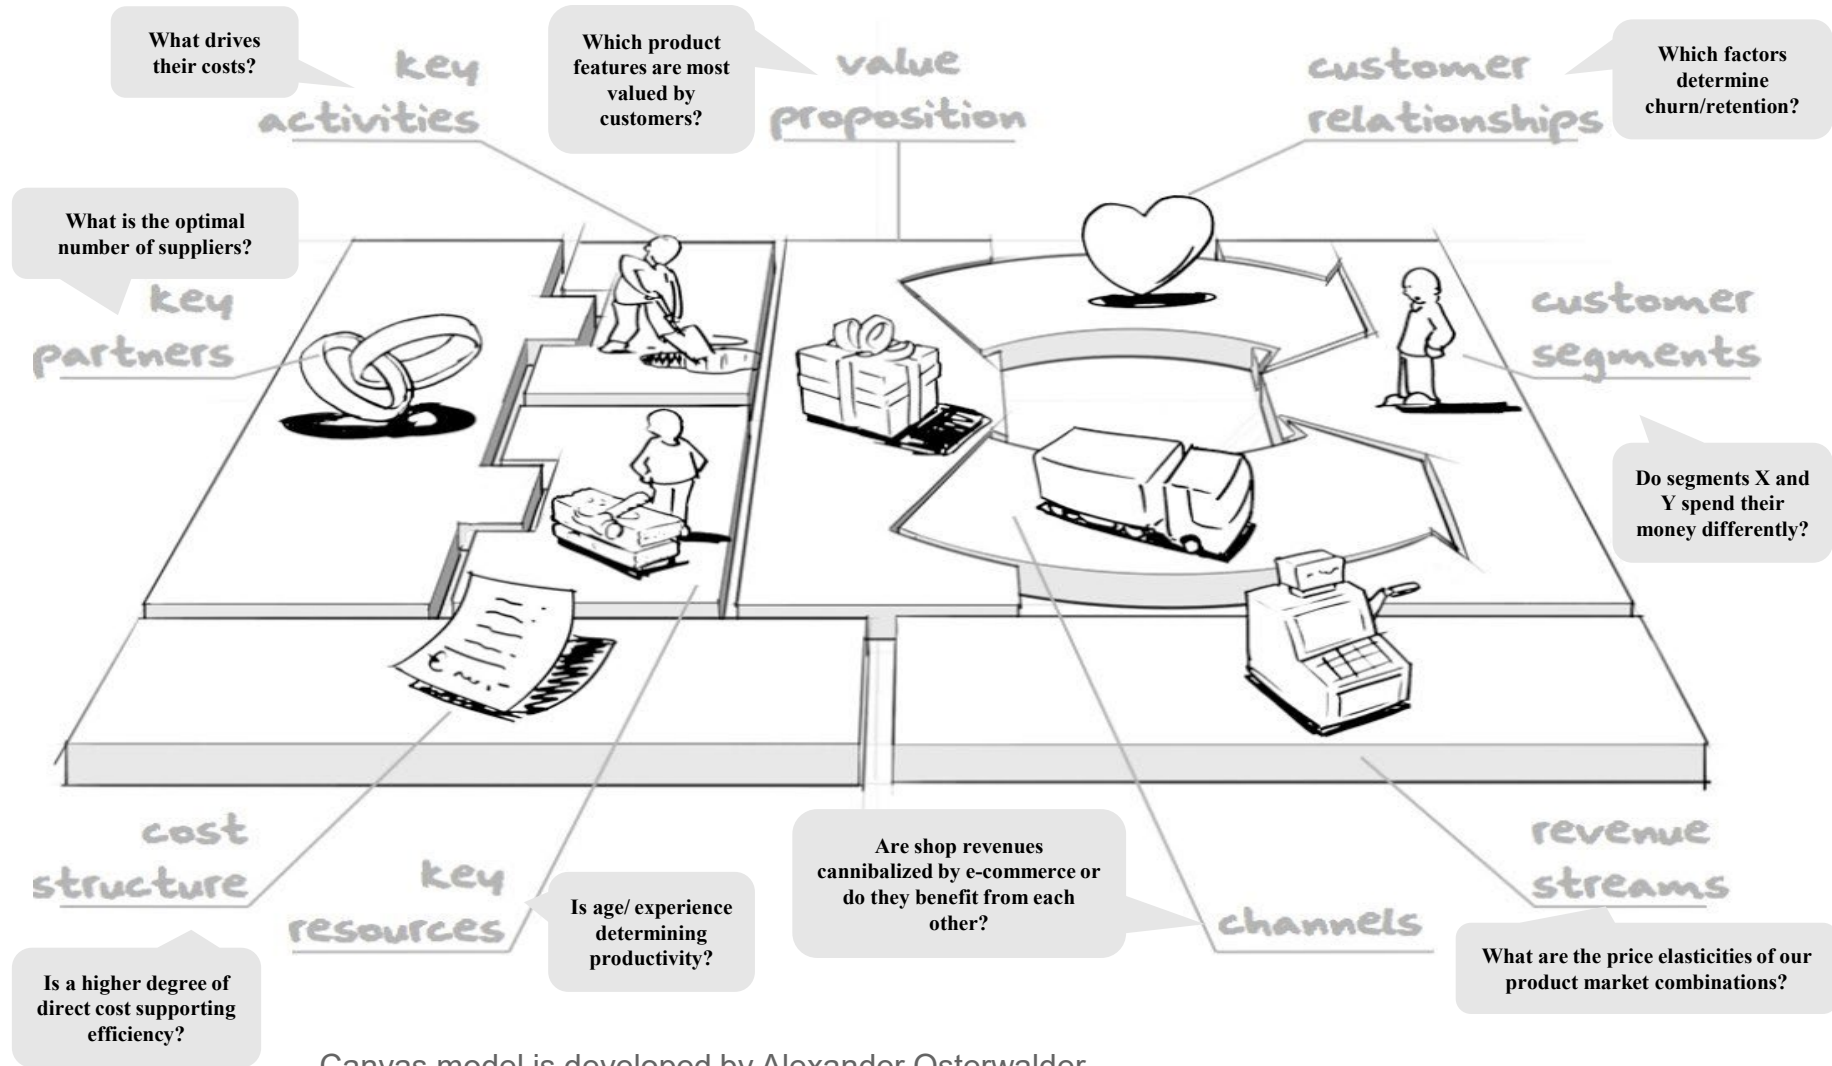 What drives
their costs?
key
activities
Which product
features are most
valued by
customers?
value
proposition
customer
relationships
Which factors
determine
churn/retention?
What is the optimal
number of suppliers?
key
partners
customer
segments
Do segments X and
Y spend their
money differently?
cost
structure
Is a higher degree of
direct cost supporting
efficiency?
key
resources
Is age/ experience
determining
productivity?
Are shop revenues
cannibalized by e-commerce or
do they benefit from each
other?
channels
revenue
streams
What are the price elasticities of our
product market combinations?
Canvas model is developed by Alexander Osterwalder